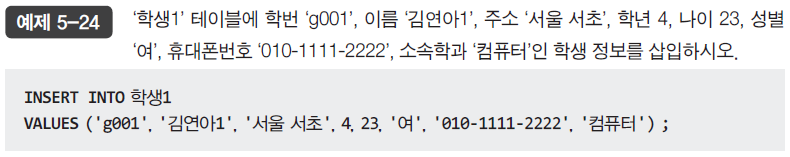 예제 5-24 ‘학생1’ 테이블에 학번 ‘g001’, 이름 ‘김연아1’, 주소 ‘서울 서초’, 학년 4, 나이 23, 성별
‘여’, 휴대폰번호 ‘010-1111-2222’, 소속학과 ‘컴퓨터’인 학생 정보를 삽입하시오.
INSERT INTO 학생1
VALUES ('g001', '김연아1', '서울 서초', 4, 23, '여', '010-1111-2222', '컴퓨터') ;